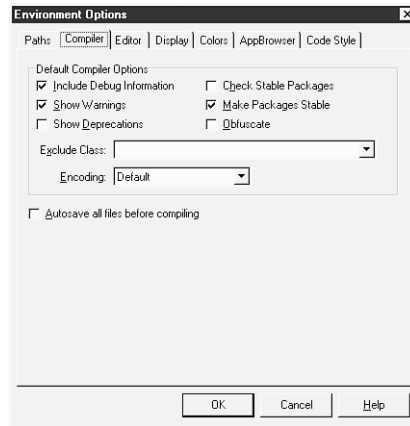 Environment Options
Paths Compiler Editor Display Colors AppBrowser Code Style
Default Compiler Options
Include Debug Information Check Stable Packages
Show Warnings Make Packages Stable
Show Deprecations Obfuscate
Exclude Class:
Encoding: Default
Autosave all files before compiling
OK Cancel Help